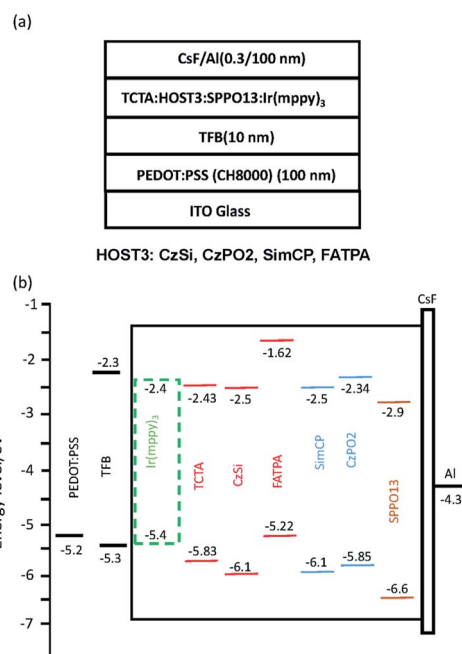 (a)
CsF/Al(0.3/100 nm)
TCTA:HOST3:SPPO13:Ir(mppy)₃
TFB(10 nm)
PEDOT:PSS (CH8000) (100 nm)
ITO Glass
HOST3: CzSi, CzPO2, SimCP, FATPA
(b)
CsF
-1
-2
-3
-4
-5
-6
-7
PEDOT:PSS
-5.2
-2.3
TFB
-5.3
-2.4
Ir(mppy)₃
-5.4
-2.43
TCTA
-5.83
-2.5
CzSi
-6.1
-1.62
FATPA
-5.22
-2.5
SimCP
-6.1
-2.34
CzPO2
-5.85
-2.9
SPPO13
-6.6
Al
-4.3